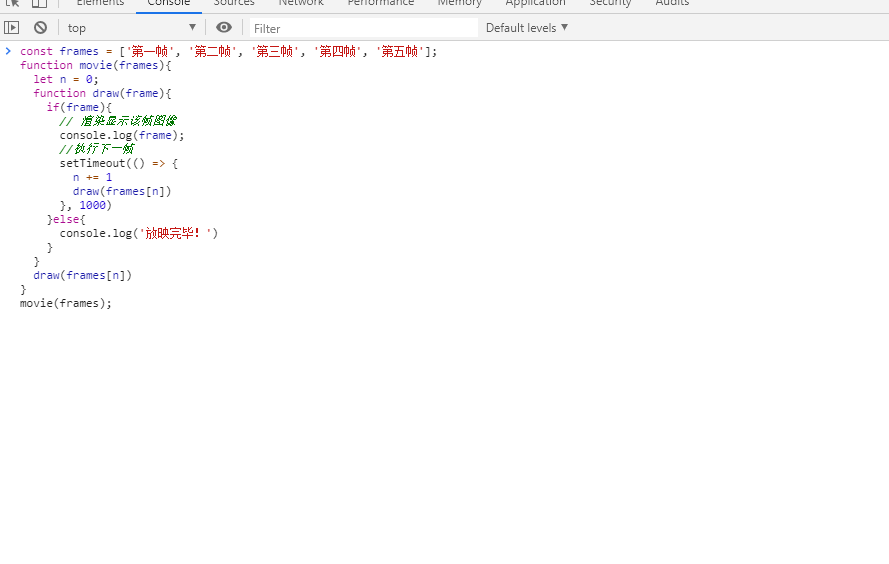 Elements Console Sources Network Performance Memory Application Security Audits
top ▼ Filter Default levels ▼
> const frames = ['第一帧', '第二帧', '第三帧', '第四帧', '第五帧'];
function movie(frames){
  let n = 0;
  function draw(frame){
    if(frame){
      // 渲染显示该帧图像
      console.log(frame);
      //执行下一帧
      setTimeout(() => {
        n += 1
        draw(frames[n])
      }, 1000)
    }else{
      console.log('放映完毕！')
    }
  }
  draw(frames[n])
}
movie(frames);